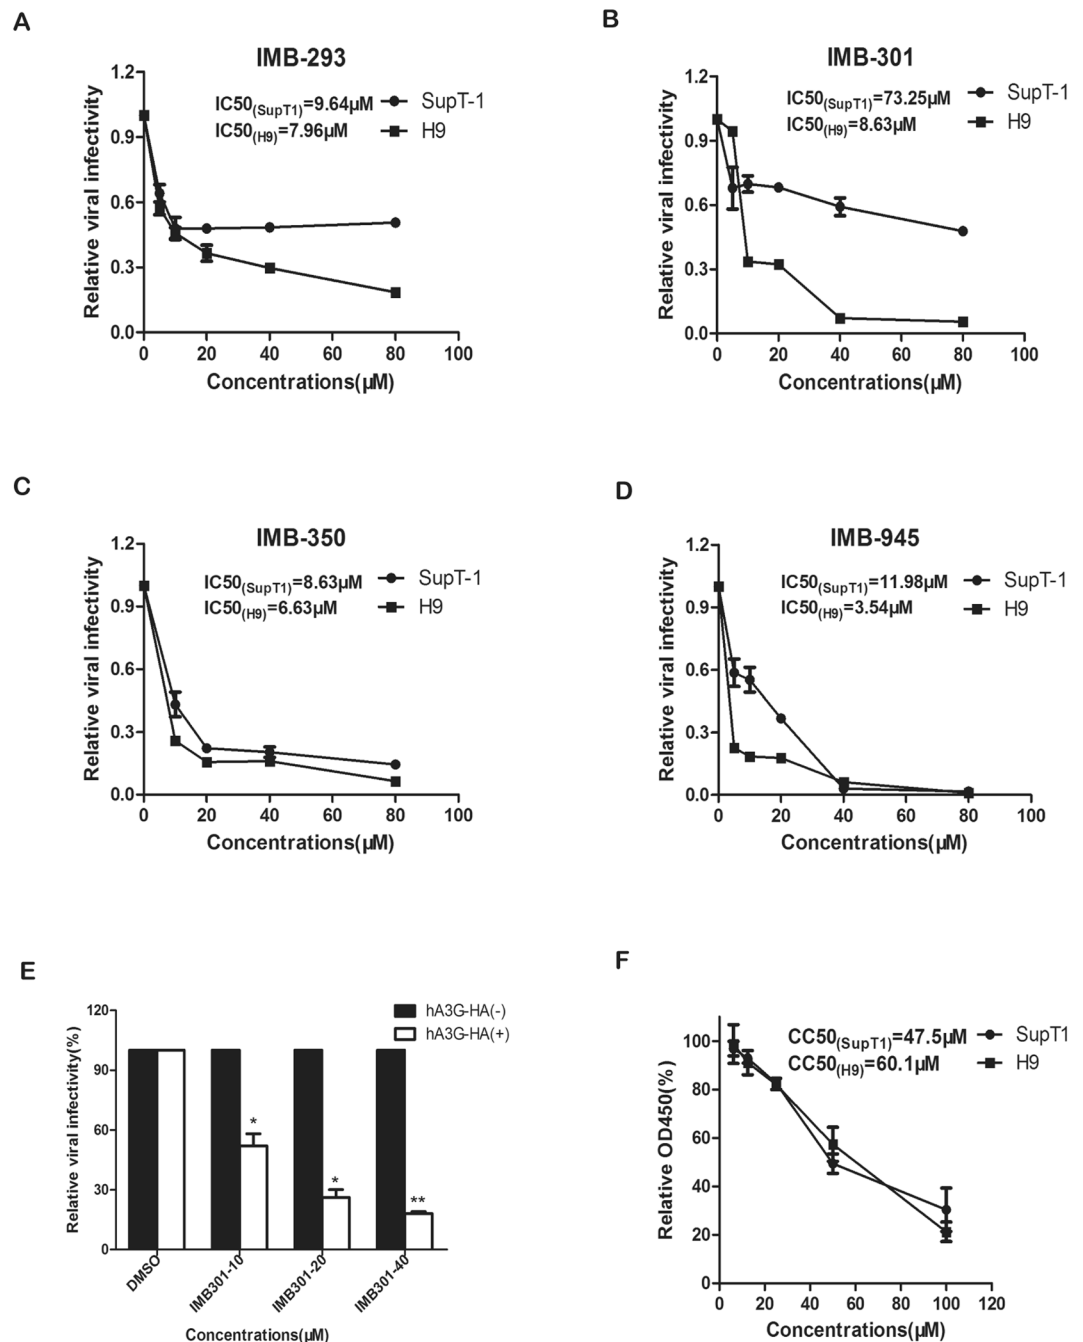 A
IMB-293
IC50(SupT1)=9.64µM
IC50(H9)=7.96µM
SupT-1
H9
Relative viral infectivity
1.2
0.9
0.6
0.3
0.0
0 20 40 60 80 100
Concentrations(µM)
B
IMB-301
IC50(SupT1)=73.25µM
IC50(H9)=8.63µM
SupT-1
H9
Relative viral infectivity
1.2
0.9
0.6
0.3
0.0
0 20 40 60 80 100
Concentrations(µM)
C
IMB-350
IC50(SupT1)=8.63µM
IC50(H9)=6.63µM
SupT-1
H9
Relative viral infectivity
1.2
0.9
0.6
0.3
0.0
0 20 40 60 80 100
Concentrations(µM)
D
IMB-945
IC50(SupT1)=11.98µM
IC50(H9)=3.54µM
SupT-1
H9
Relative viral infectivity
1.2
0.9
0.6
0.3
0.0
0 20 40 60 80 100
Concentrations(µM)
E
hA3G-HA(-)
hA3G-HA(+)
Relative viral infectivity(%)
120
90
60
30
0
*
*
**
DMSO
IMB301-10
IMB301-20
IMB301-40
Concentrations(µM)
F
CC50(SupT1)=47.5µM
CC50(H9)=60.1µM
SupT1
H9
Relative OD450(%)
100
80
60
40
20
0
0 20 40 60 80 100 120
Concentrations(µM)